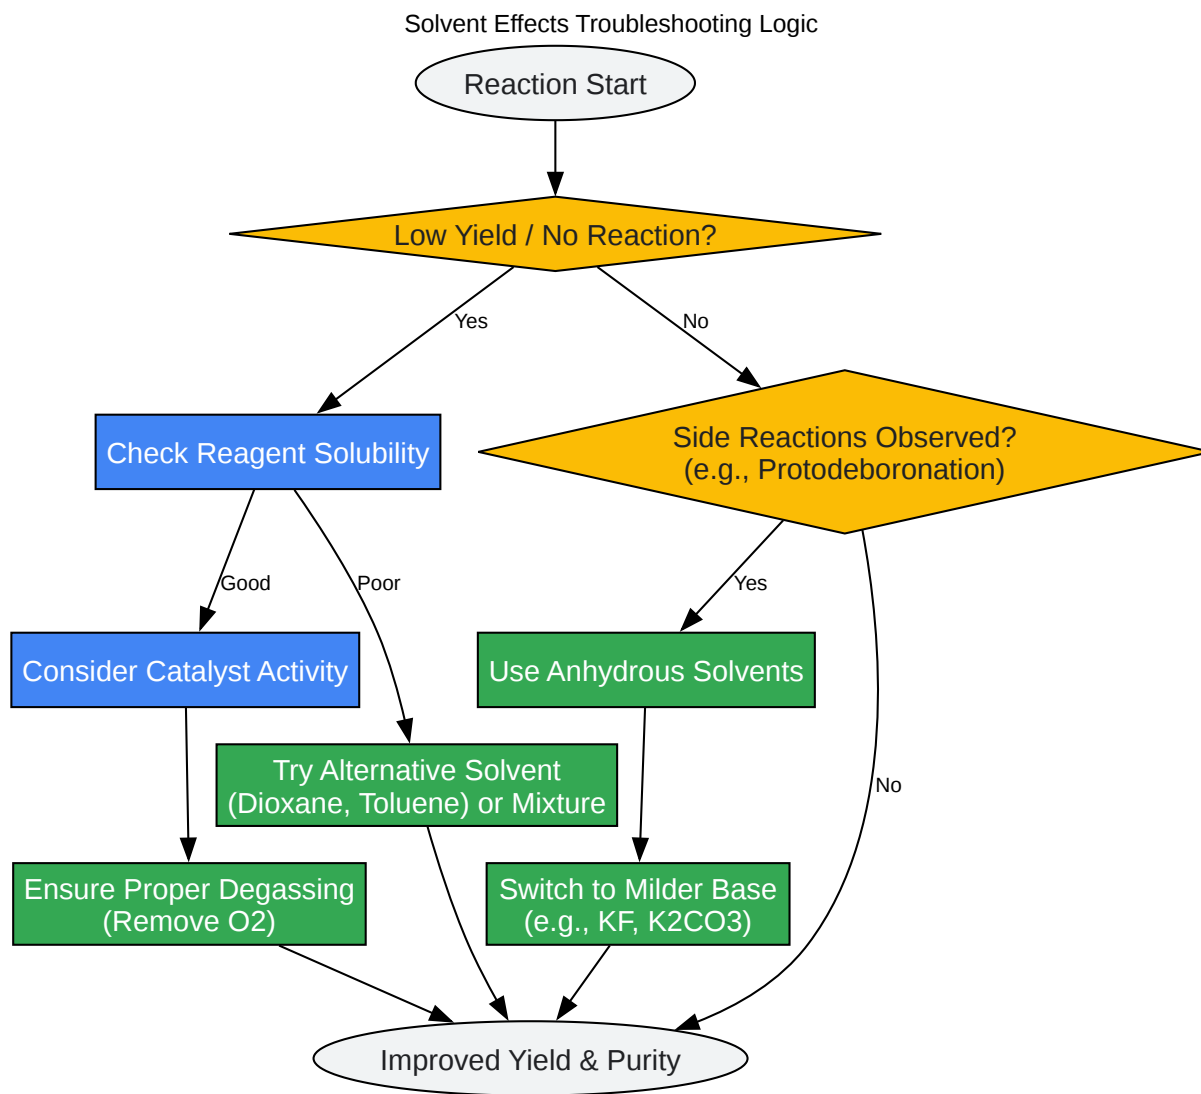 Solvent Effects Troubleshooting Logic
Reaction Start
Low Yield / No Reaction?
Yes
No
Check Reagent Solubility
Side Reactions Observed?
(e.g., Protodeboronation)
Good
Poor
Yes
Consider Catalyst Activity
Use Anhydrous Solvents
Try Alternative Solvent
(Dioxane, Toluene) or Mixture
No
Ensure Proper Degassing
(Remove O2)
Switch to Milder Base
(e.g., KF, K2CO3)
Improved Yield & Purity